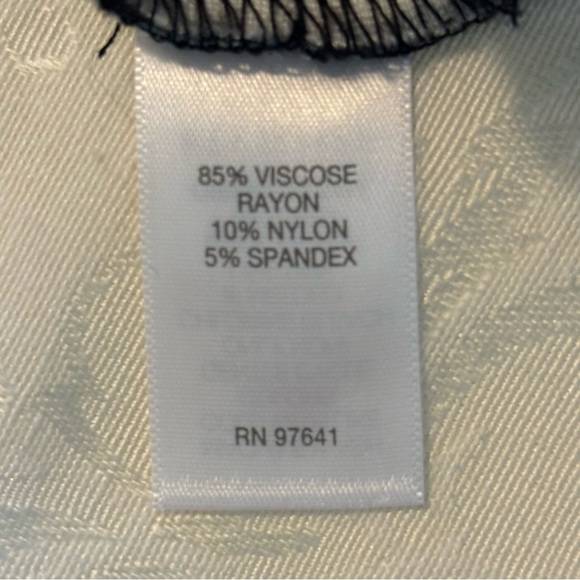 85% VISCOSE
RAYON
10% NYLON
5% SPANDEX
RN 97641